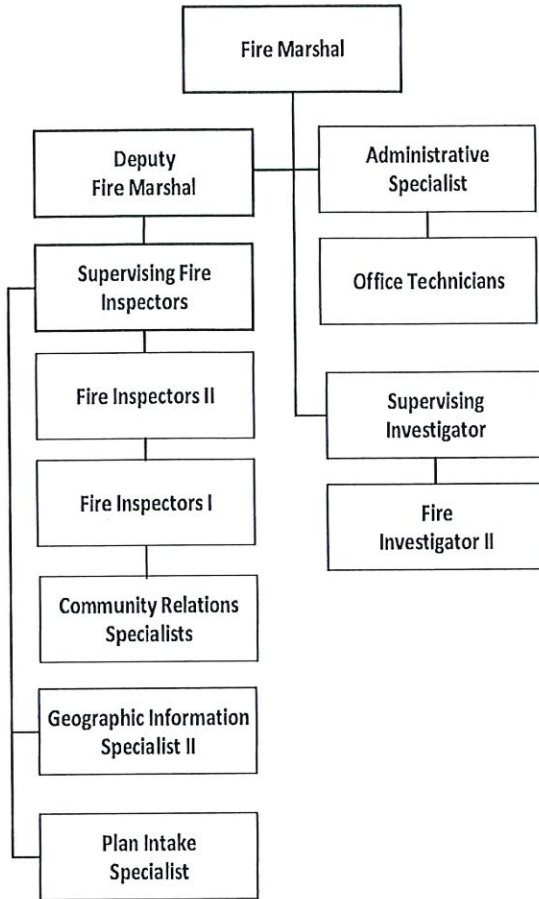 Fire Marshal
Deputy
Fire Marshal
Administrative
Specialist
Supervising Fire
Inspectors
Office Technicians
Fire Inspectors II
Supervising
Investigator
Fire Inspectors I
Fire
Investigator II
Community Relations
Specialists
Geographic Information
Specialist II
Plan Intake
Specialist